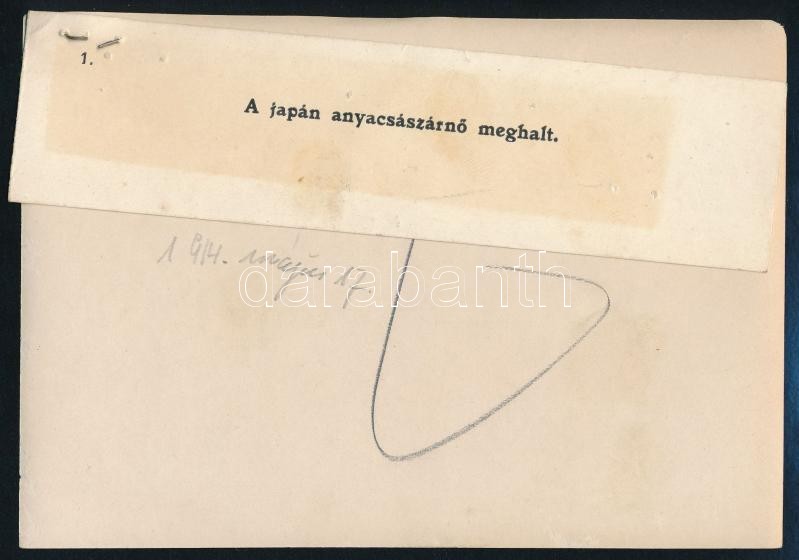 1.
A japán anyacsászárnő meghalt.
1914. május 17.
darabanth